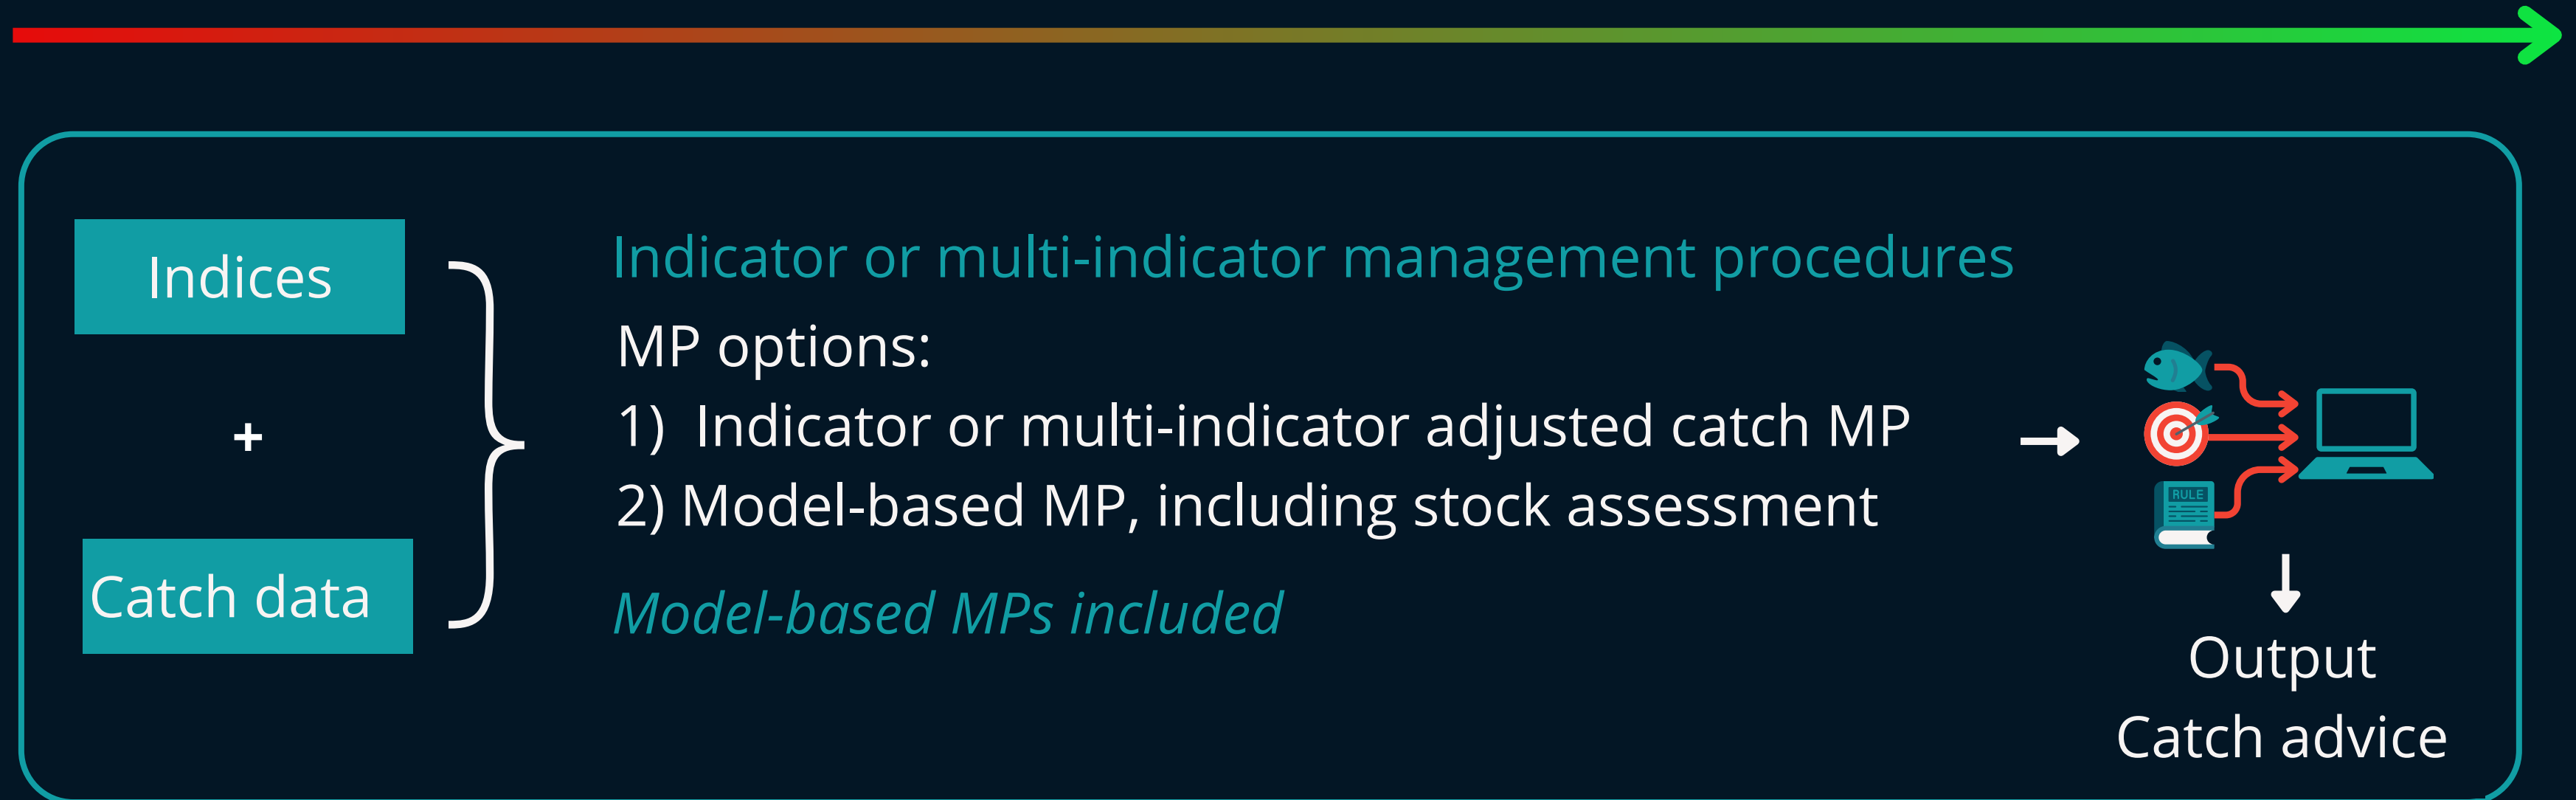 Indices
+
Catch data
Indicator or multi-indicator management procedures
MP options:
1) Indicator or multi-indicator adjusted catch MP
2) Model-based MP, including stock assessment
Model-based MPs included
RULE
Output
Catch advice